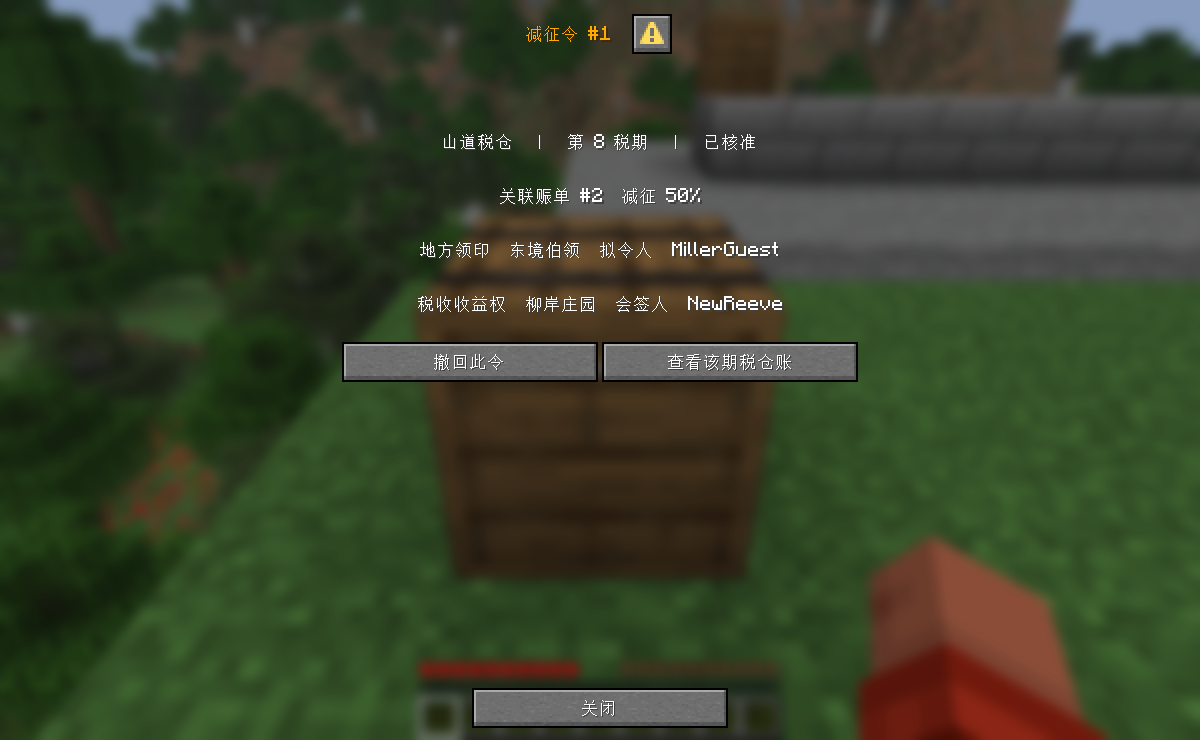 减征令 #1
山道税仓 | 第 8 税期 | 已核准
关联账单 #2 减征 50%
地方领印 东境伯领 拟令人 MillerGuest
税收收益权 柳岸庄园 会签人 NewReeve
撤回此令 查看该期税仓账
关闭